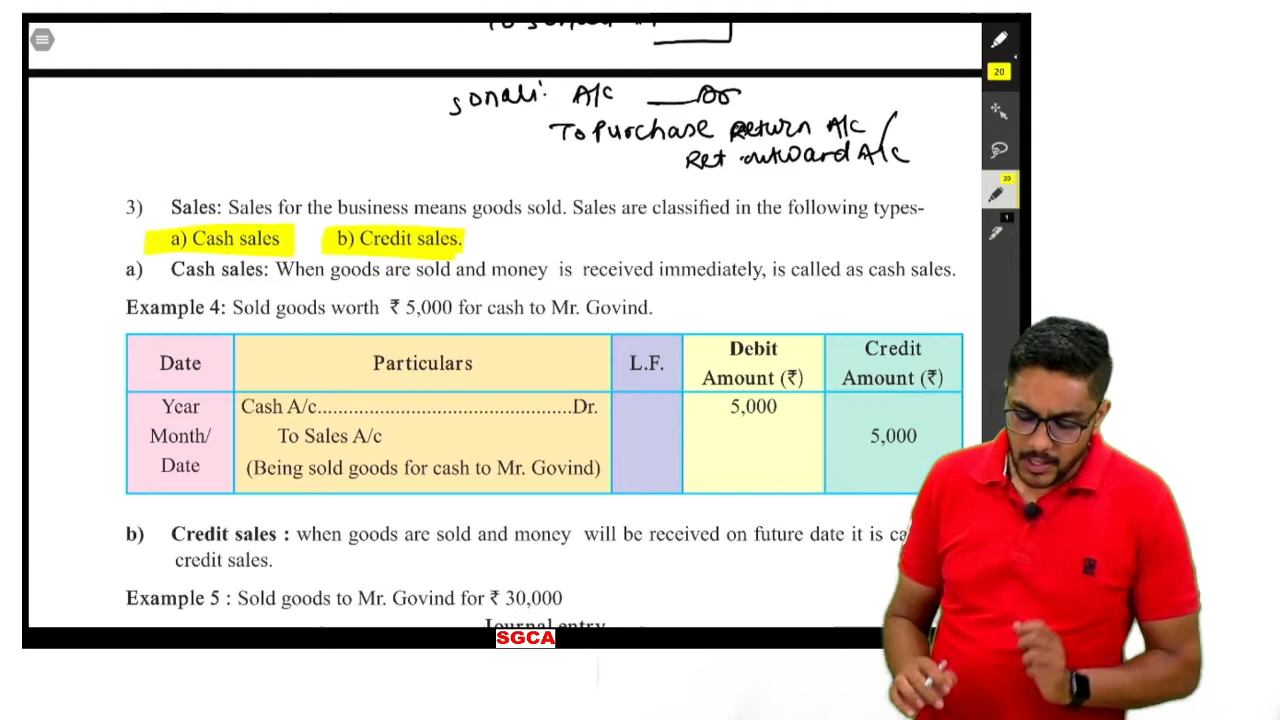 sonali: A/c Dr
To Purchase Return A/c
Ret outward A/c
20
20
1
3) Sales: Sales for the business means goods sold. Sales are classified in the following types-
a) Cash sales b) Credit sales.
a) Cash sales: When goods are sold and money is received immediately, is called as cash sales.
Example 4: Sold goods worth ₹ 5,000 for cash to Mr. Govind.
Date Particulars L.F. Debit Amount (₹) Credit Amount (₹)
Year Cash A/c..................................................Dr. 5,000
Month/ To Sales A/c 5,000
Date (Being sold goods for cash to Mr. Govind)
b) Credit sales : when goods are sold and money will be received on future date it is ca
credit sales.
Example 5 : Sold goods to Mr. Govind for ₹ 30,000
Journal entry
SGCA